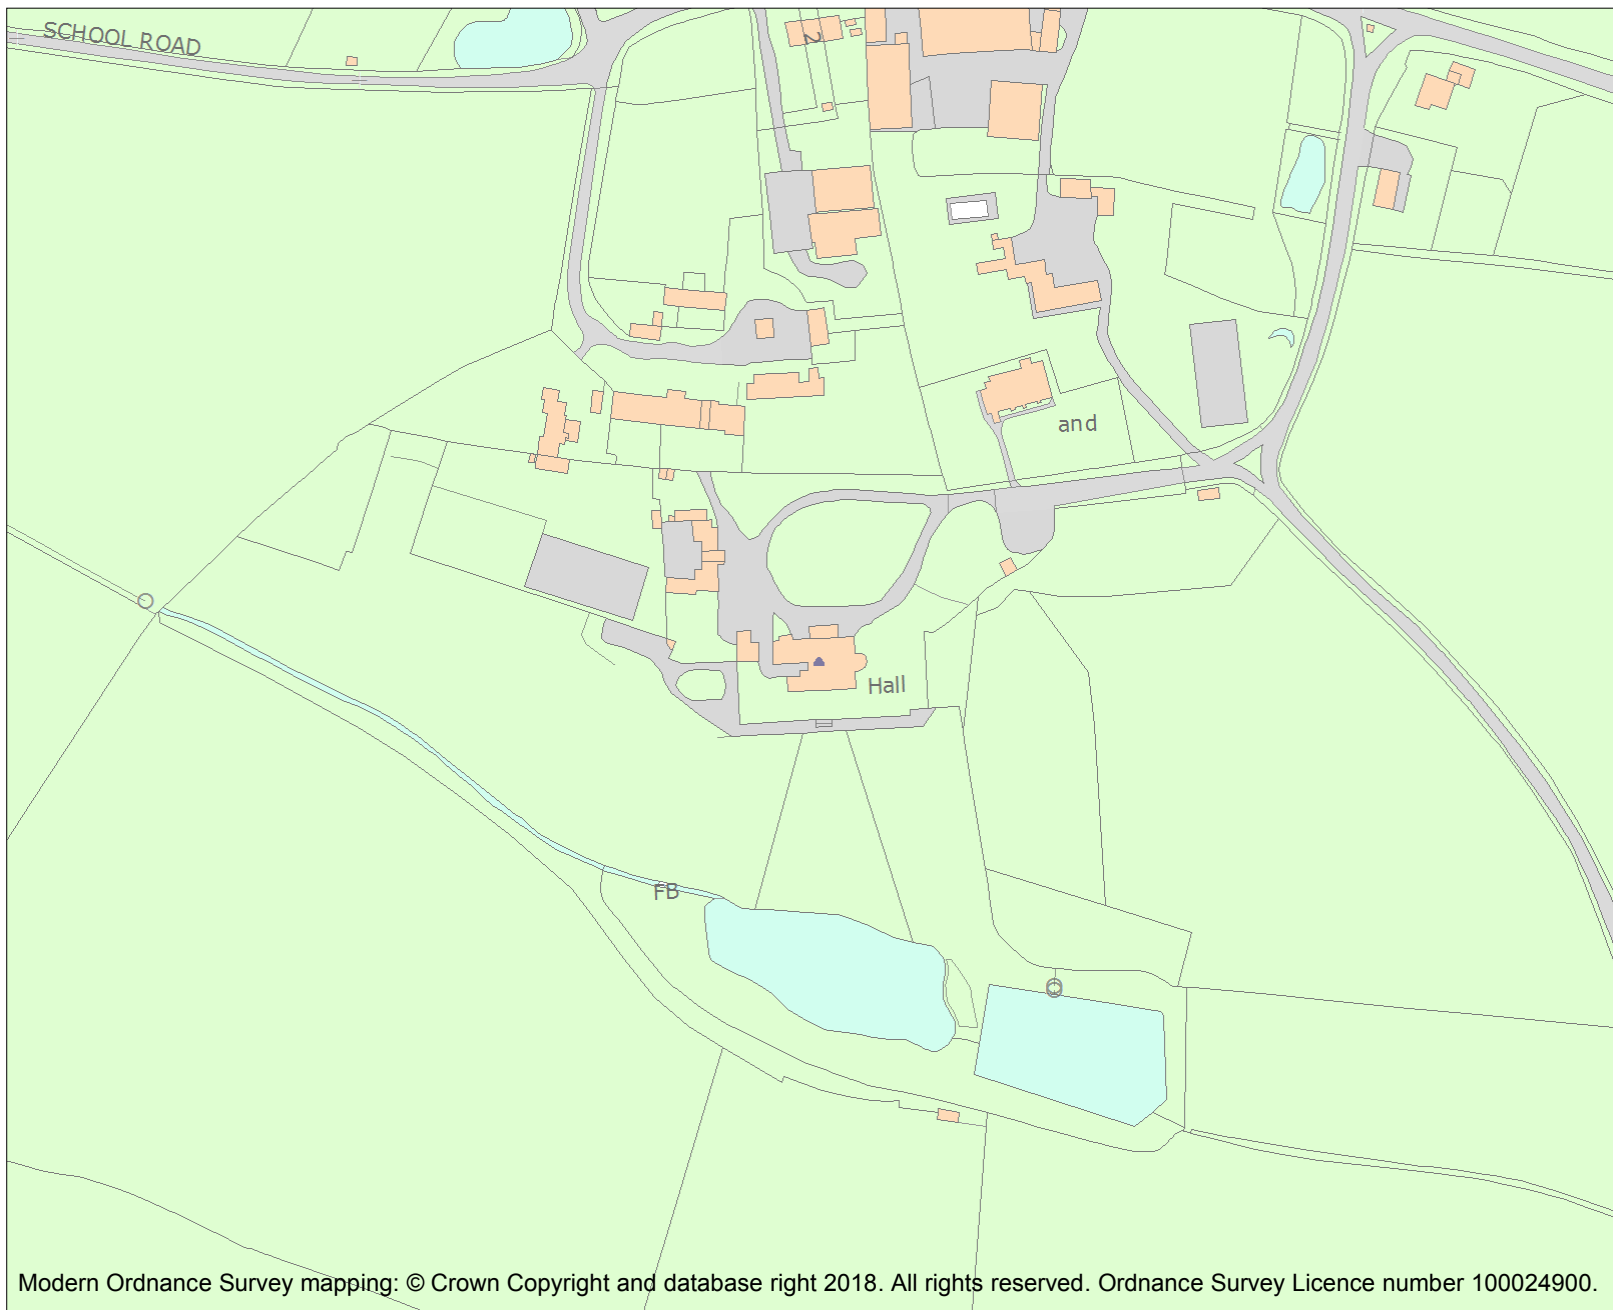 SCHOOL ROAD
2
and
Hall
FB
Modern Ordnance Survey mapping: © Crown Copyright and database right 2018. All rights reserved. Ordnance Survey Licence number 100024900.